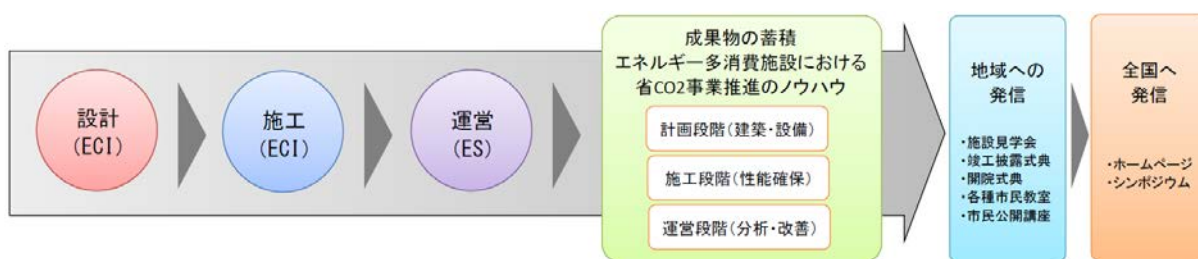 設計
(ECI)
施工
(ECI)
運営
(ES)
成果物の蓄積
エネルギー多消費施設における
省CO2事業推進のノウハウ
計画段階(建築・設備)
施工段階(性能確保)
運営段階(分析・改善)
地域への
発信
・施設見学会
・竣工披露式典
・開院式典
・各種市民教室
・市民公開講座
全国へ
発信
・ホームページ
・シンポジウム